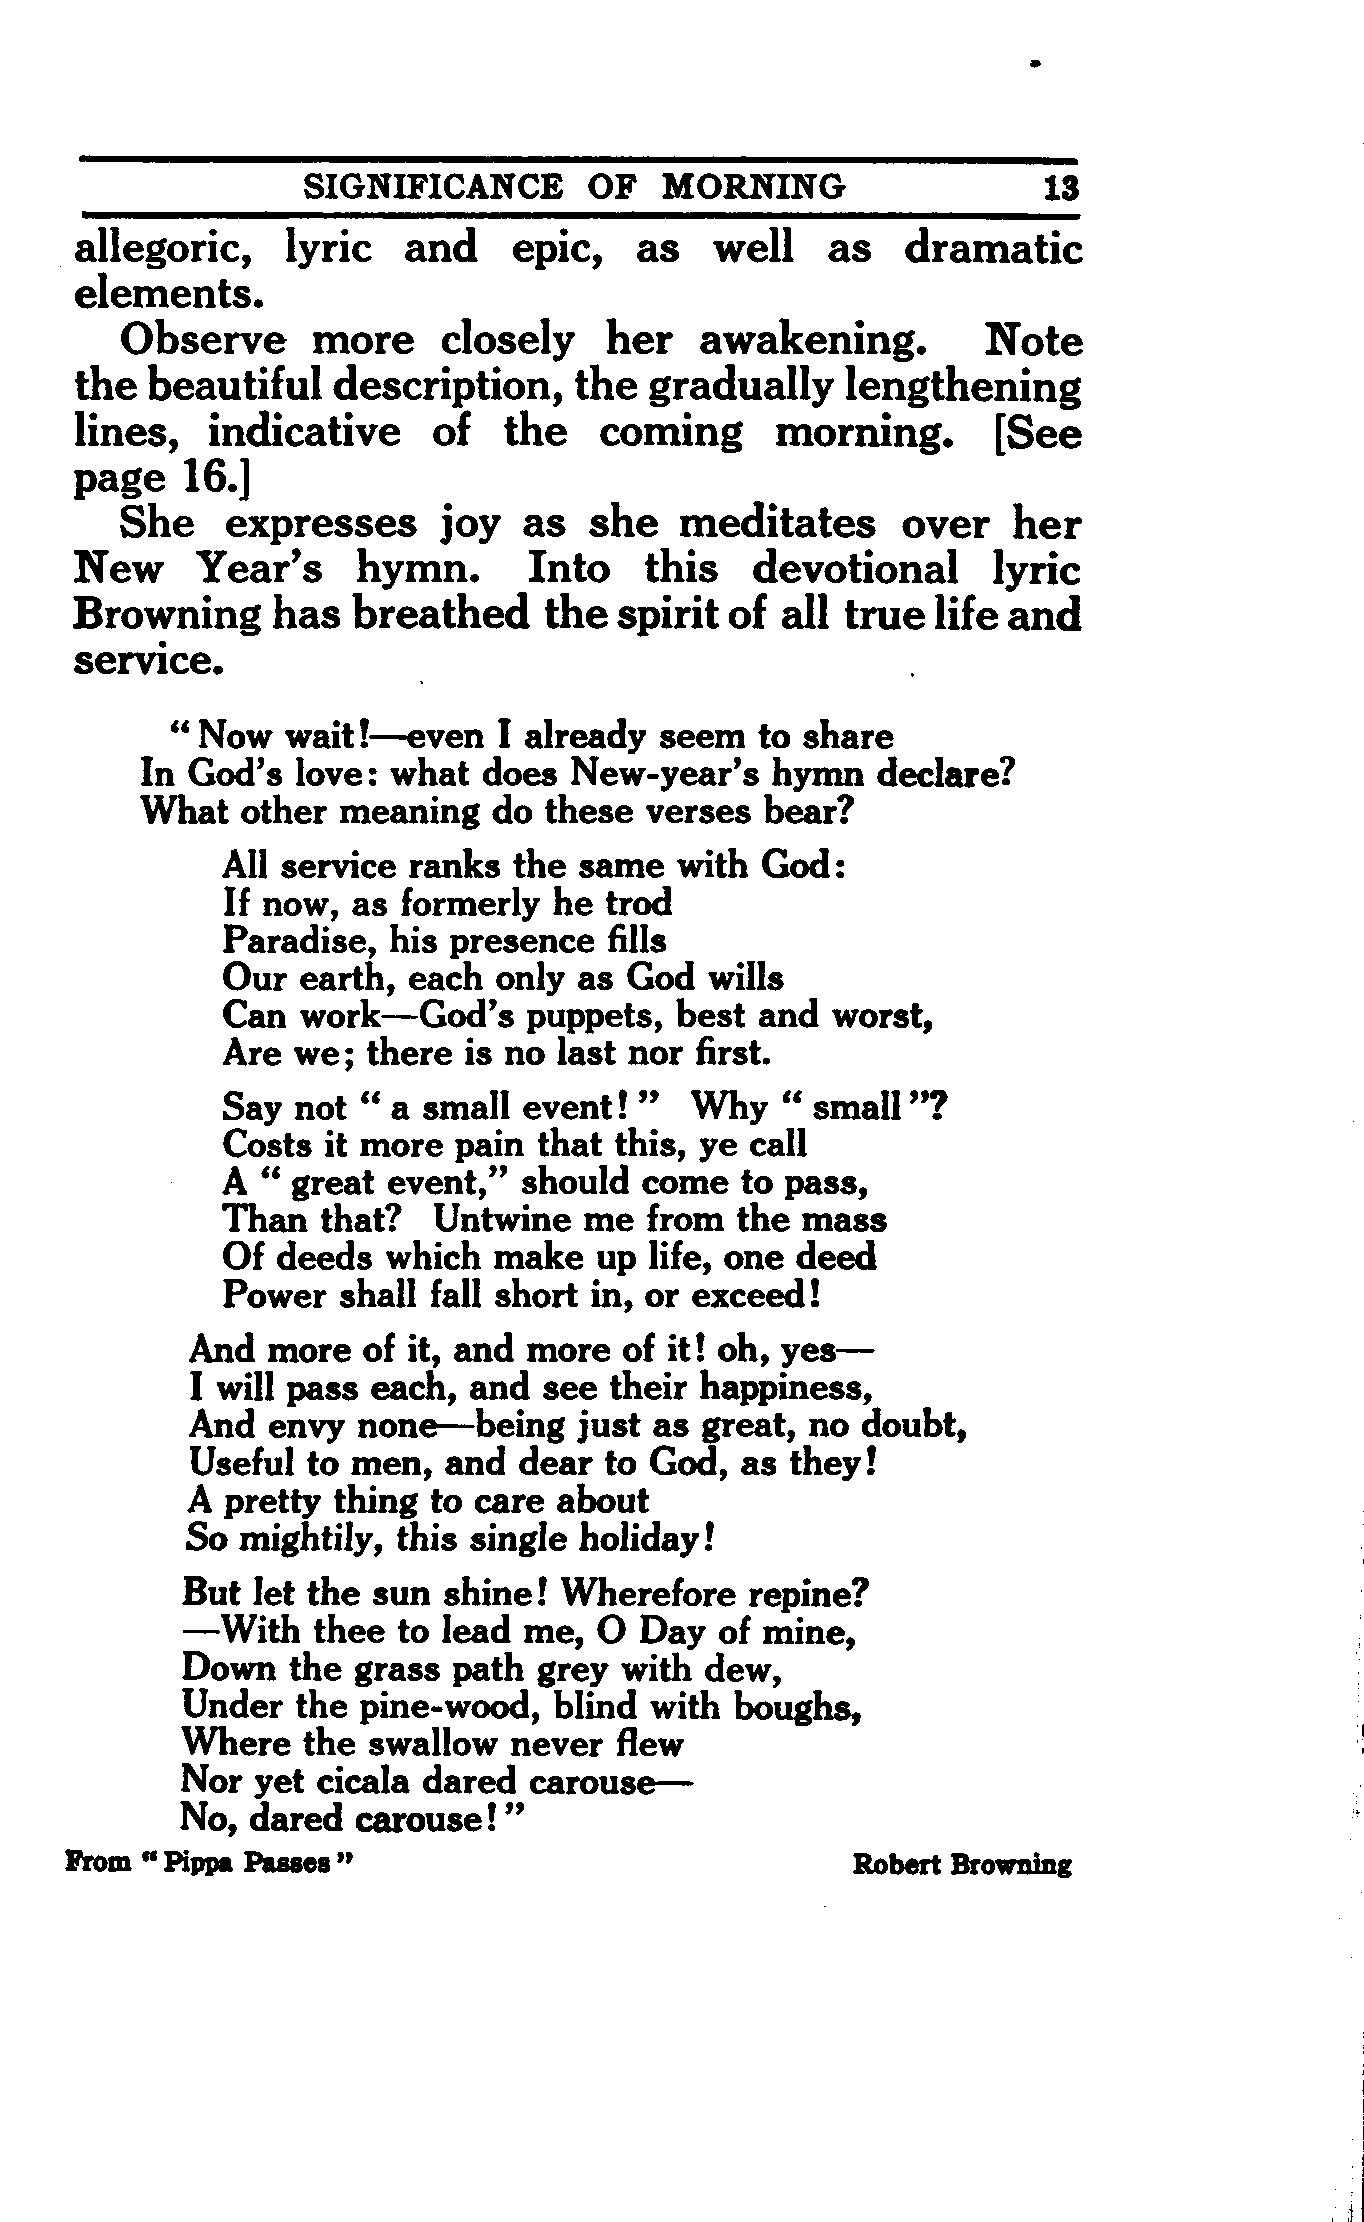 SIGNIFICANCE OF MORNING 13
allegoric, lyric and epic, as well as dramatic
elements.
Observe more closely her awakening. Note
the beautiful description, the gradually lengthening
lines, indicative of the coming morning. [See
page 16.]
She expresses joy as she meditates over her
New Year's hymn. Into this devotional lyric
Browning has breathed the spirit of all true life and
service.
“Now wait!—even I already seem to share
In God's love: what does New-year's hymn declare?
What other meaning do these verses bear?
All service ranks the same with God:
If now, as formerly he trod
Paradise, his presence fills
Our earth, each only as God wills
Can work—God's puppets, best and worst,
Are we; there is no last nor first.
Say not “ a small event! ” Why “ small ”?
Costs it more pain that this, ye call
A “ great event,” should come to pass,
Than that? Untwine me from the mass
Of deeds which make up life, one deed
Power shall fall short in, or exceed!
And more of it, and more of it! oh, yes—
I will pass each, and see their happiness,
And envy none—being just as great, no doubt,
Useful to men, and dear to God, as they!
A pretty thing to care about
So mightily, this single holiday!
But let the sun shine! Wherefore repine?
—With thee to lead me, O Day of mine,
Down the grass path grey with dew,
Under the pine-wood, blind with boughs,
Where the swallow never flew
Nor yet cicala dared carouse—
No, dared carouse! ”
From “ Pippa Passes ” Robert Browning